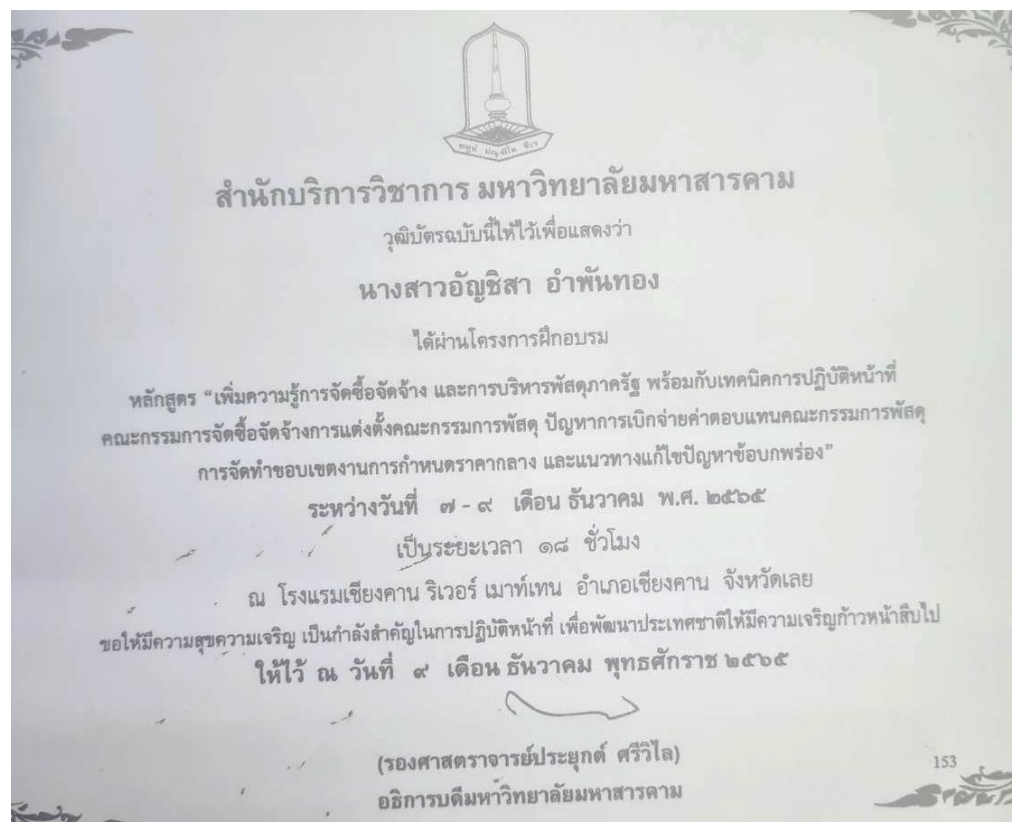 พหูนํ ปณฺฑิโต ชีเว
สำนักบริการวิชาการ มหาวิทยาลัยมหาสารคาม
วุฒิบัตรฉบับนี้ให้ไว้เพื่อแสดงว่า
นางสาวอัญชิสา อำพันทอง
ได้ผ่านโครงการฝึกอบรม
หลักสูตร “เพิ่มความรู้การจัดซื้อจัดจ้าง และการบริหารพัสดุภาครัฐ พร้อมกับเทคนิคการปฏิบัติหน้าที่
คณะกรรมการจัดซื้อจัดจ้างการแต่งตั้งคณะกรรมการพัสดุ ปัญหาการเบิกจ่ายค่าตอบแทนคณะกรรมการพัสดุ
การจัดทำขอบเขตงานการกำหนดราคากลาง และแนวทางแก้ไขปัญหาข้อบกพร่อง”
ระหว่างวันที่ ๗ - ๙ เดือน ธันวาคม พ.ศ. ๒๕๖๕
เป็นระยะเวลา ๑๘ ชั่วโมง
ณ โรงแรมเชียงคาน ริเวอร์ เมาท์เทน อำเภอเชียงคาน จังหวัดเลย
ขอให้มีความสุขความเจริญ เป็นกำลังสำคัญในการปฏิบัติหน้าที่ เพื่อพัฒนาประเทศชาติให้มีความเจริญก้าวหน้าสืบไป
ให้ไว้ ณ วันที่ ๙ เดือน ธันวาคม พุทธศักราช ๒๕๖๕
(รองศาสตราจารย์ประยุกต์ ศรีวิไล)
อธิการบดีมหาวิทยาลัยมหาสารคาม
153